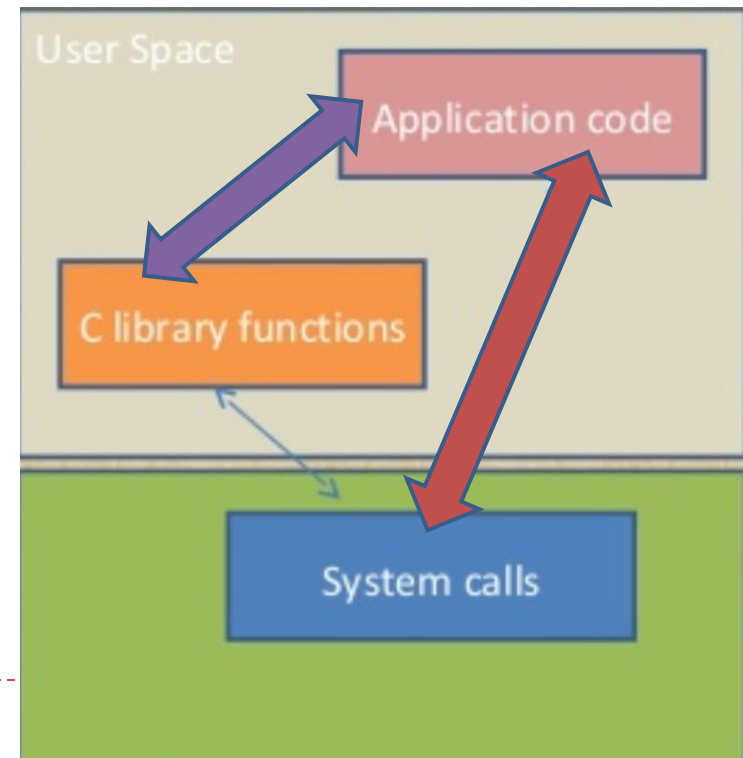 User Space
Application code
C library functions
System calls